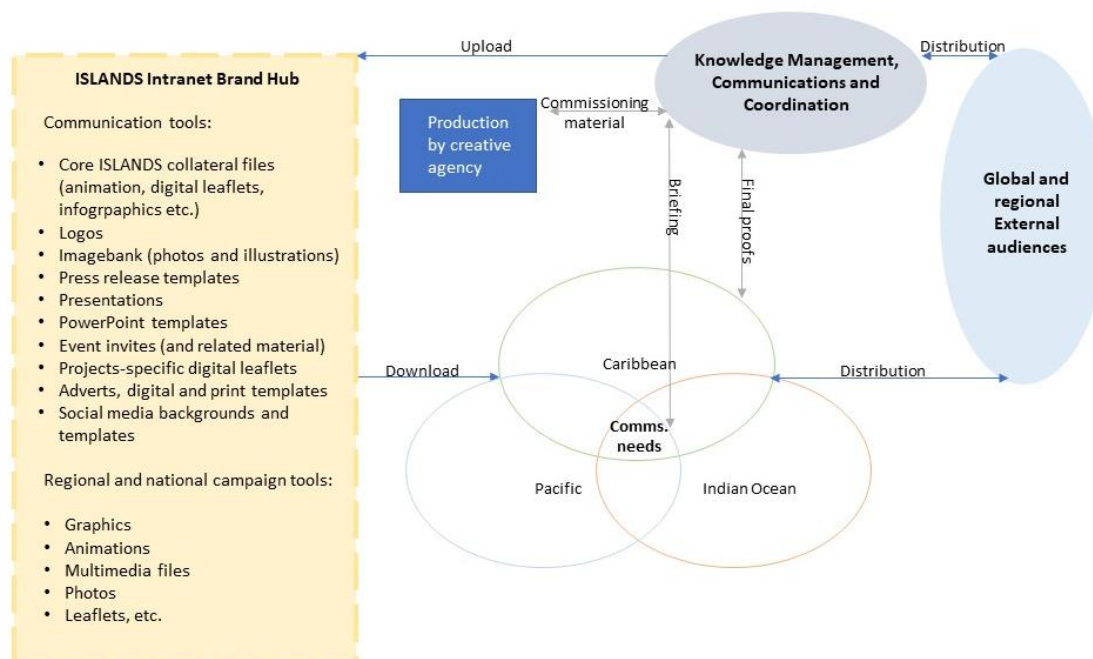 ISLANDS Intranet Brand Hub
Communication tools:
• Core ISLANDS collateral files
(animation, digital leaflets,
infogrpaphics etc.)
• Logos
• Imagebank (photos and illustrations)
• Press release templates
• Presentations
• PowerPoint templates
• Event invites (and related material)
• Projects-specific digital leaflets
• Adverts, digital and print templates
• Social media backgrounds and
templates
Regional and national campaign tools:
• Graphics
• Animations
• Multimedia files
• Photos
• Leaflets, etc.
Upload
Knowledge Management,
Communications and
Coordination
Distribution
Production
by creative
agency
Commissioning
material
Briefing
Final proofs
Global and
regional
External
audiences
Download
Caribbean
Distribution
Comms.
needs
Pacific
Indian Ocean